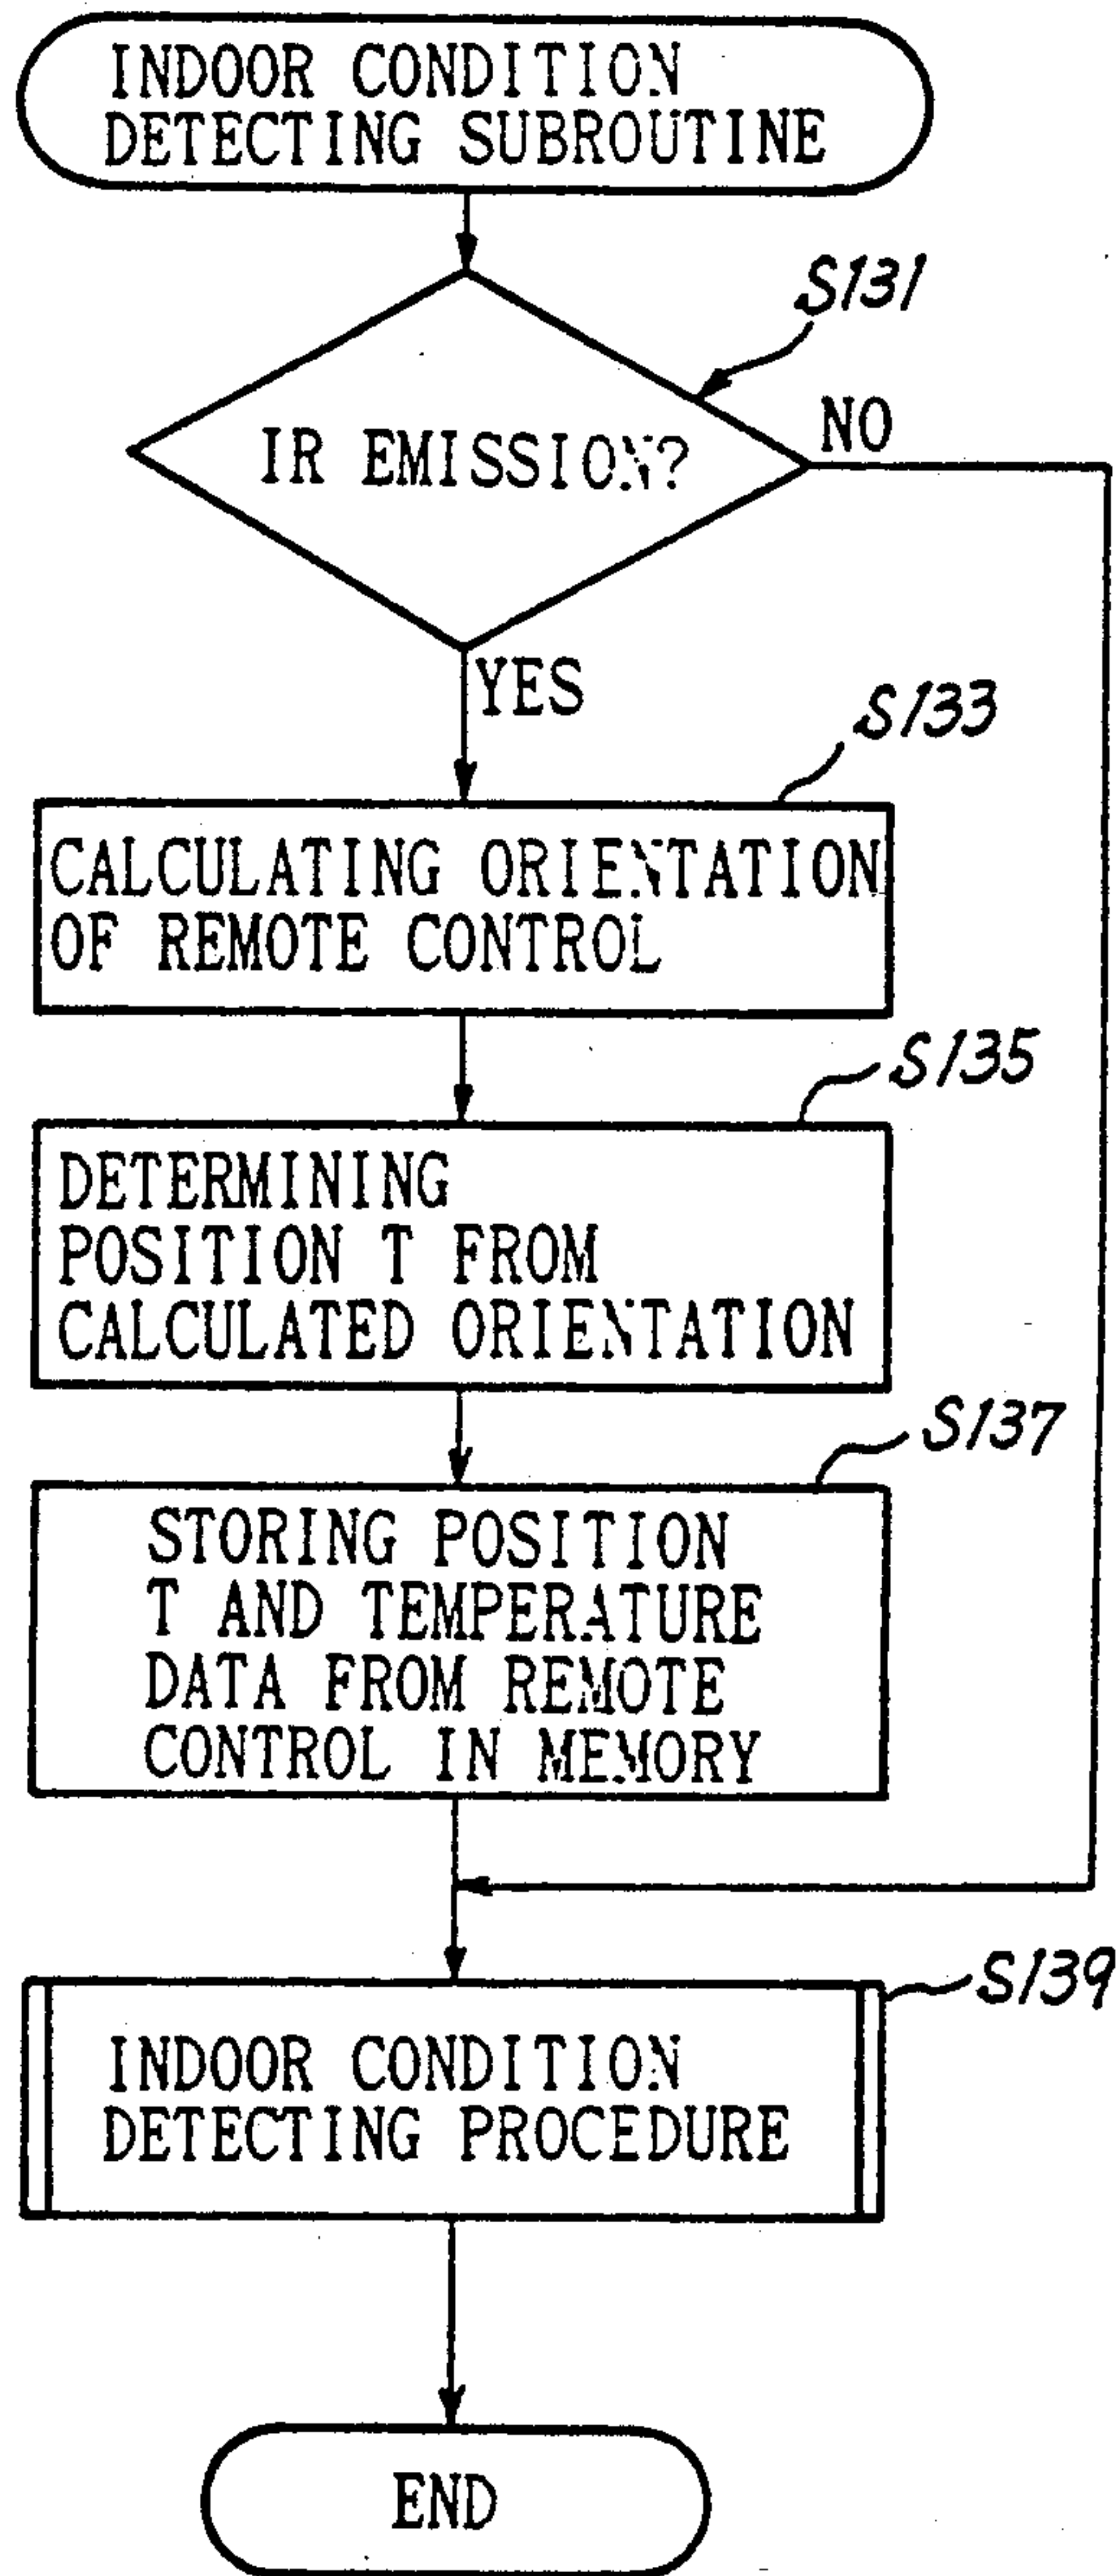 INDOOR CONDITION
DETECTING SUBROUTINE
S131
IR EMISSION?
NO
YES
S133
CALCULATING ORIENTATION
OF REMOTE CONTROL
S135
DETERMINING
POSITION T FROM
CALCULATED ORIENTATION
S137
STORING POSITION
T AND TEMPERATURE
DATA FROM REMOTE
CONTROL IN MEMORY
S139
INDOOR CONDITION
DETECTING PROCEDURE
END